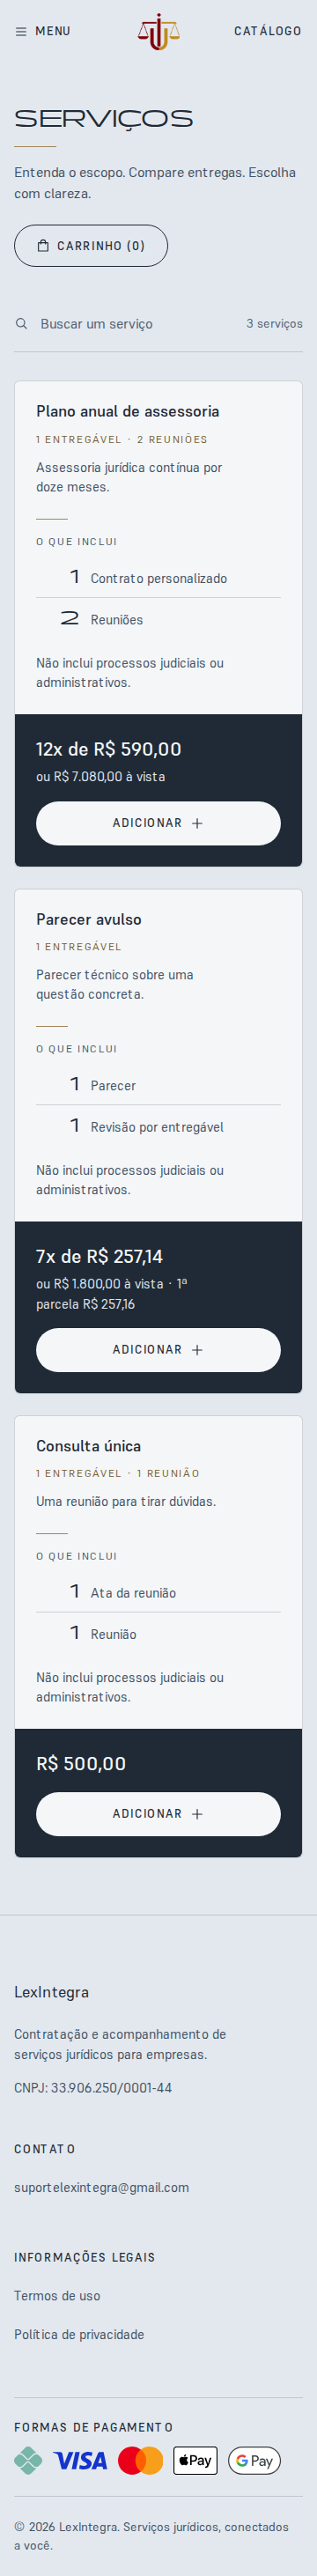 MENU
CATÁLOGO
SERVIÇOS
Entenda o escopo. Compare entregas. Escolha
com clareza.
CARRINHO (0)
Buscar um serviço
3 serviços
Plano anual de assessoria
1 ENTREGÁVEL · 2 REUNIÕES
Assessoria jurídica contínua por
doze meses.
O QUE INCLUI
1 Contrato personalizado
2 Reuniões
Não inclui processos judiciais ou
administrativos.
12x de R$ 590,00
ou R$ 7.080,00 à vista
ADICIONAR +
Parecer avulso
1 ENTREGÁVEL
Parecer técnico sobre uma
questão concreta.
O QUE INCLUI
1 Parecer
1 Revisão por entregável
Não inclui processos judiciais ou
administrativos.
7x de R$ 257,14
ou R$ 1.800,00 à vista · 1ª
parcela R$ 257,16
ADICIONAR +
Consulta única
1 ENTREGÁVEL · 1 REUNIÃO
Uma reunião para tirar dúvidas.
O QUE INCLUI
1 Ata da reunião
1 Reunião
Não inclui processos judiciais ou
administrativos.
R$ 500,00
ADICIONAR +
LexIntegra
Contratação e acompanhamento de
serviços jurídicos para empresas.
CNPJ: 33.906.250/0001-44
CONTATO
suportelexintegra@gmail.com
INFORMAÇÕES LEGAIS
Termos de uso
Política de privacidade
FORMAS DE PAGAMENTO
VISA
Pay
G Pay
© 2026 LexIntegra. Serviços jurídicos, conectados
a você.